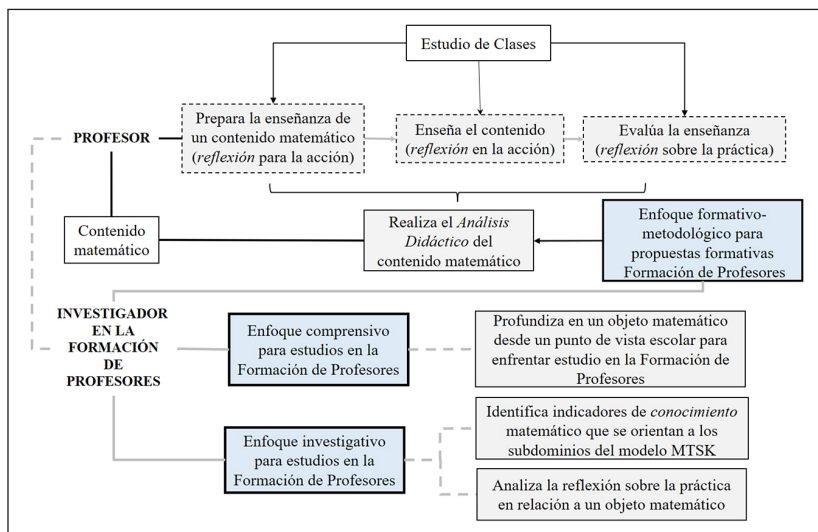 Estudio de Clases
PROFESOR
Prepara la enseñanza de
un contenido matemático
(reflexión para la acción)
Enseña el contenido
(reflexión en la acción)
Evalúa la enseñanza
(reflexión sobre la práctica)
Contenido
matemático
Realiza el Análisis
Didáctico del
contenido matemático
Enfoque formativo-
metodológico para
propuestas formativas
Formación de Profesores
INVESTIGADOR
EN LA
FORMACIÓN
DE
PROFESORES
Enfoque comprensivo
para estudios en la
Formación de Profesores
Profundiza en un objeto matemático
desde un punto de vista escolar para
enfrentar estudio en la Formación de
Profesores
Enfoque investigativo
para estudios en la
Formación de Profesores
Identifica indicadores de conocimiento
matemático que se orientan a los
subdominios del modelo MTSK
Analiza la reflexión sobre la práctica
en relación a un objeto matemático